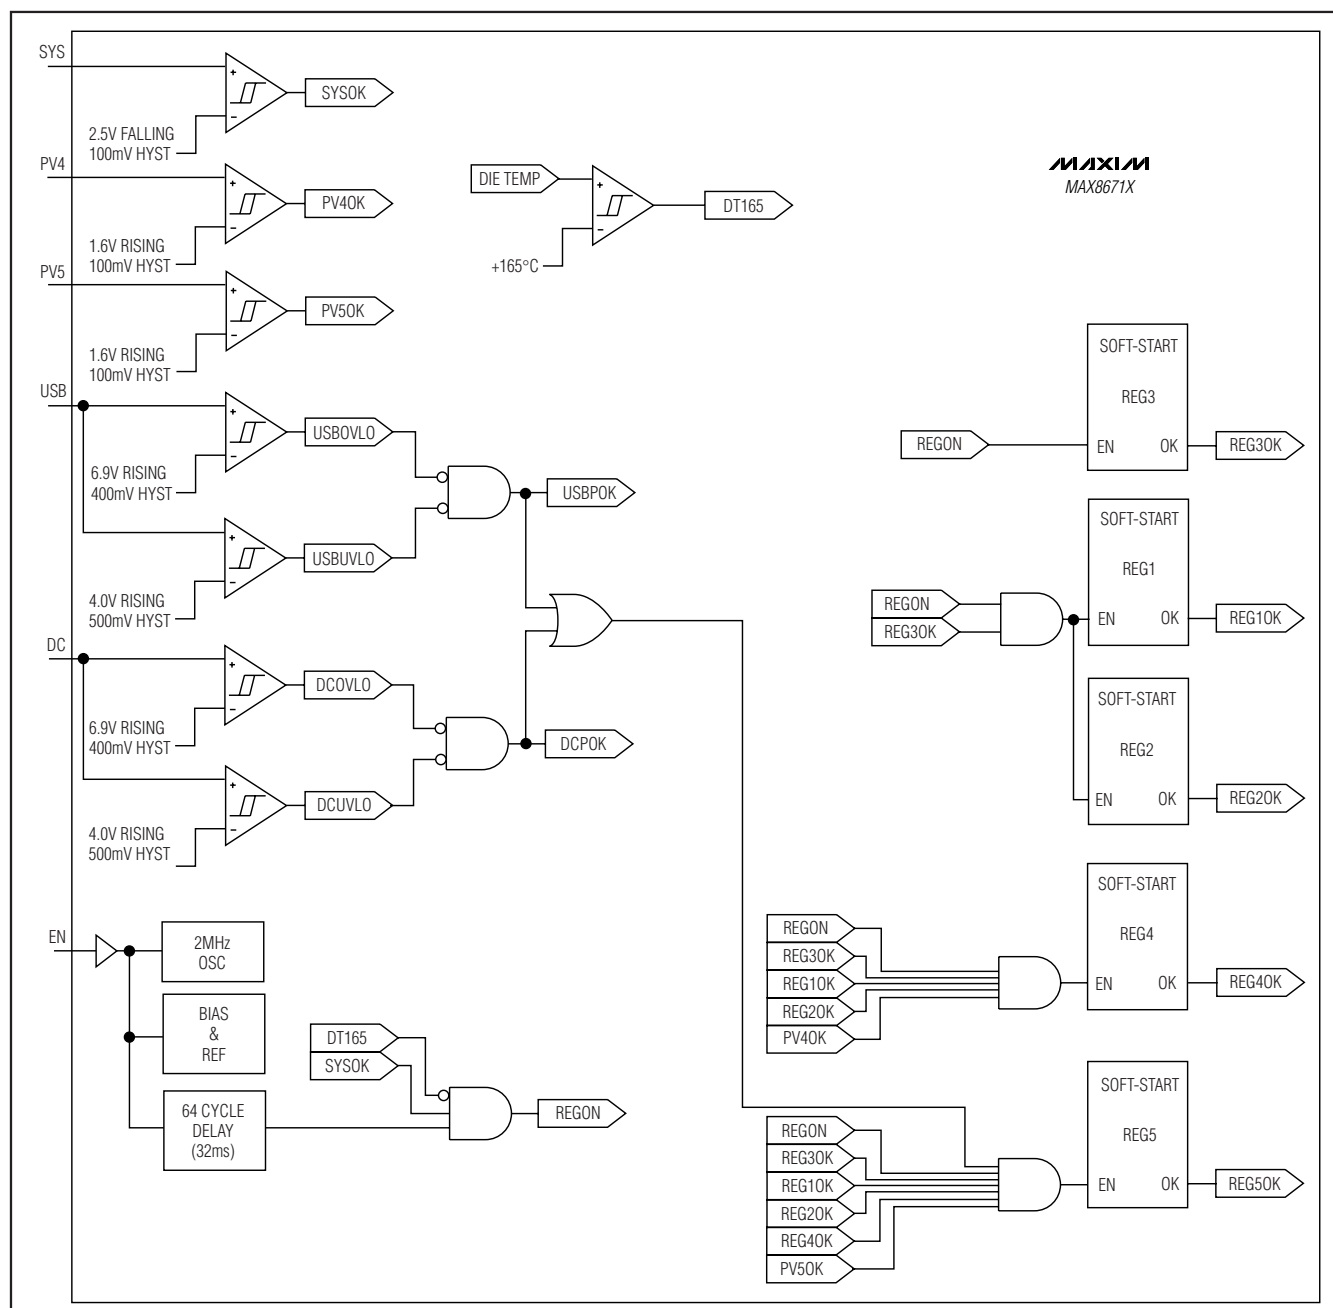 SYS
+
SYSOK
-
2.5V FALLING
100mV HYST
PV4
+
PV4OK
-
1.6V RISING
100mV HYST
DIE TEMP
+
DT165
-
+165°C
MAXIM
MAX8671X
PV5
+
PV5OK
-
1.6V RISING
100mV HYST
USB
+
USBOVLO
-
6.9V RISING
400mV HYST
USBPOK
+
USBUVLO
-
4.0V RISING
500mV HYST
DC
+
DCOVLO
-
6.9V RISING
400mV HYST
DCPOK
+
DCUVLO
-
4.0V RISING
500mV HYST
EN
2MHz
OSC
BIAS
&
REF
64 CYCLE
DELAY
(32ms)
DT165
SYSOK
REGON
SOFT-START
REG3
REGON
EN
OK
REG3OK
SOFT-START
REG1
REGON
REG3OK
EN
OK
REG1OK
SOFT-START
REG2
EN
OK
REG2OK
SOFT-START
REG4
REGON
REG3OK
REG1OK
REG2OK
PV4OK
EN
OK
REG4OK
SOFT-START
REG5
REGON
REG3OK
REG1OK
REG2OK
REG4OK
PV5OK
EN
OK
REG5OK